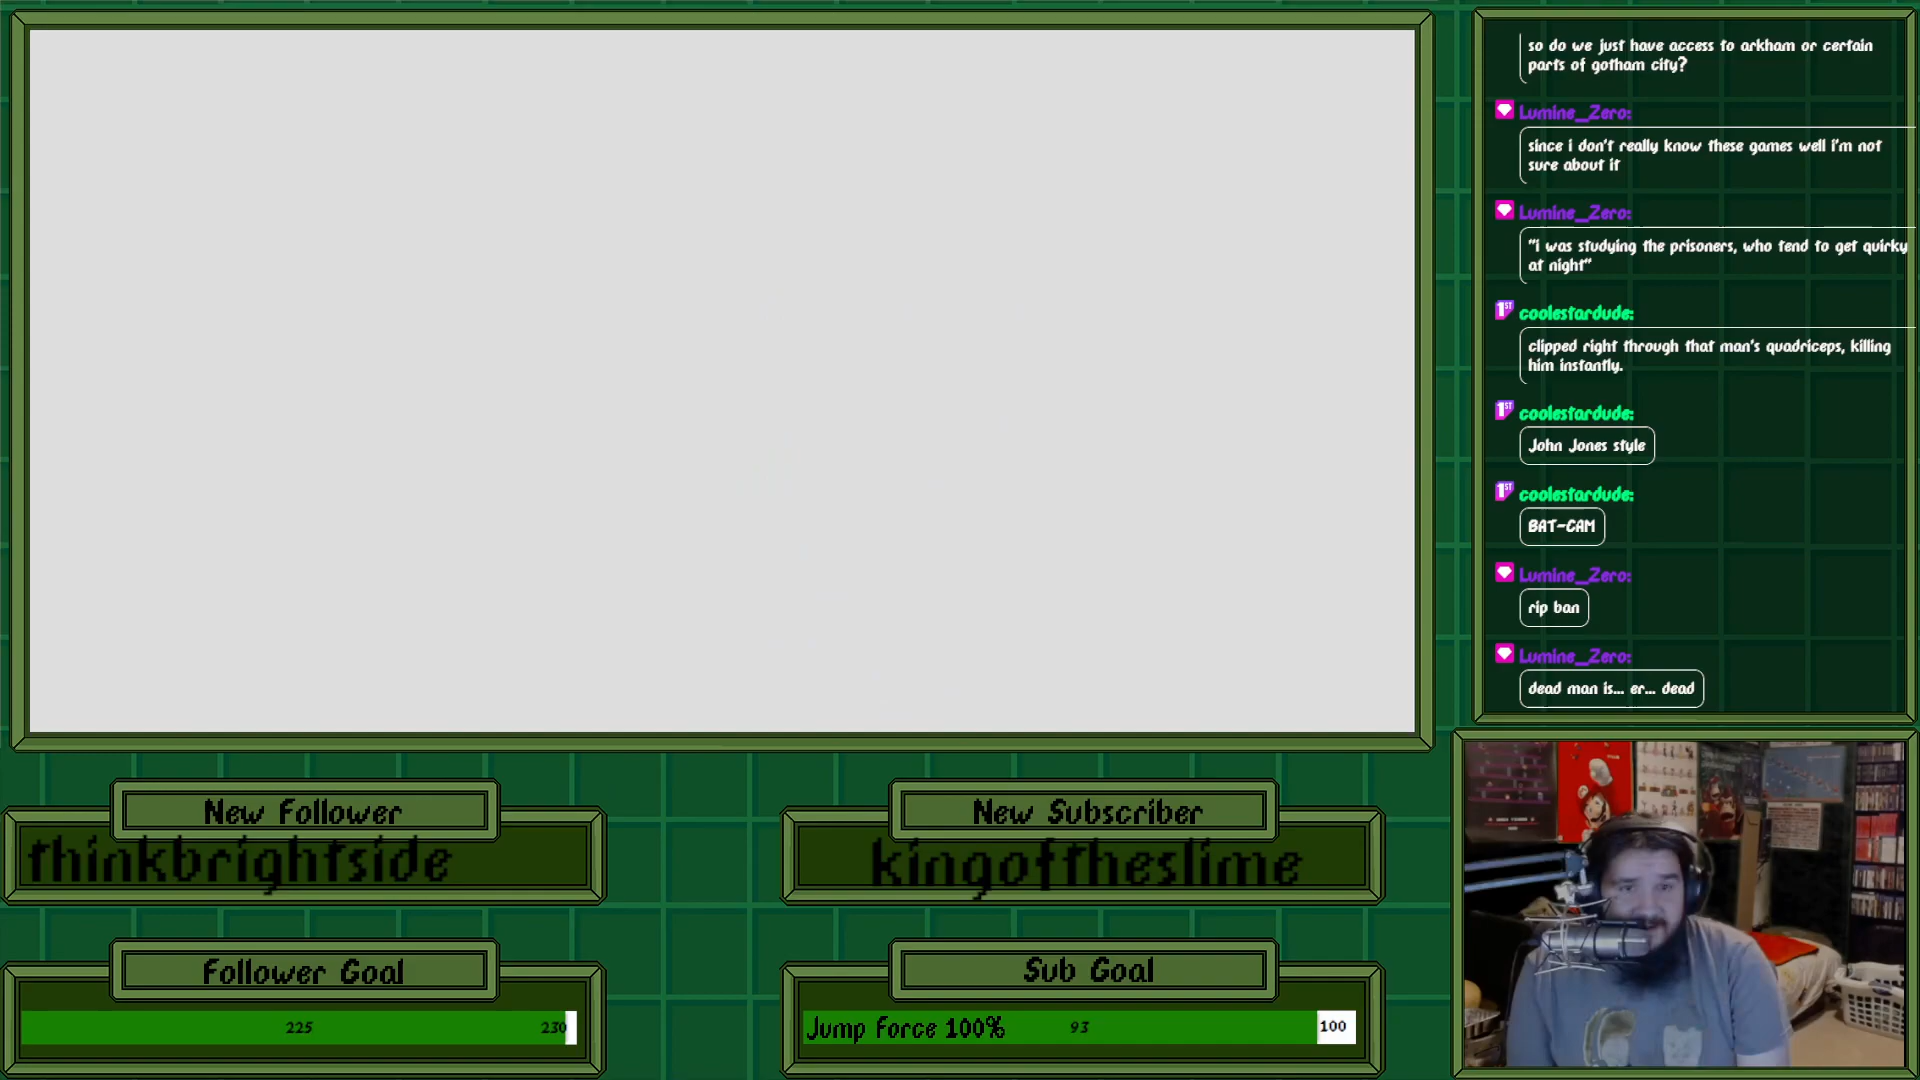 so do we just have access to arkham or certain
parts of gotham city?
Lumine_Zero:
since i don't really know these games well i'm not
sure about it
Lumine_Zero:
"i was studying the prisoners, who tend to get quirky
at night"
1ST coolestardude:
clipped right through that man's quadriceps, killing
him instantly.
1ST coolestardude:
John Jones style
1ST coolestardude:
BAT-CAM
Lumine_Zero:
rip ban
Lumine_Zero:
dead man is... er... dead
New Follower
thinkbrightside
New Subscriber
kingoftheslime
Follower Goal
225 230
Sub Goal
Jump Force 100% 93 100